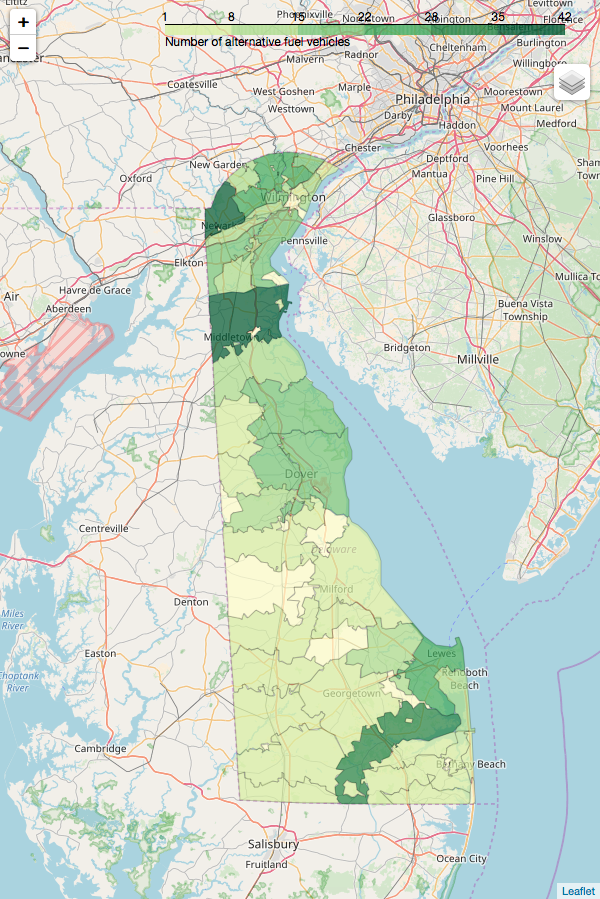 Lititz
Phoenixville
Norristown
Abington
Levittown
Florence
+
−
1 8 15 22 28 35 42
Number of alternative fuel vehicles
Burlington
Cheltenham
Malvern
Radnor
Willingboro
Coatesville
West Goshen
Marple
Moorestown
Philadelphia
Westtown
Darby
Mount Laurel
Haddon
Medford
Chester
Voorhees
New Garden
Deptford
Oxford
Mantua
Pine Hill
Wilmington
Glassboro
Newark
Pennsville
Winslow
Elkton
Mullica To
Havre de Grace
Air
Aberdeen
Buena Vista
Township
Middletown
owne
Bridgeton
Millville
Dover
Centreville
Delaware
Milford
Denton
Miles
River
Easton
Lewes
Choptank
River
Rehoboth
Beach
Georgetown
Cambridge
Bethany Beach
Salisbury
Ocean City
Fruitland
Leaflet